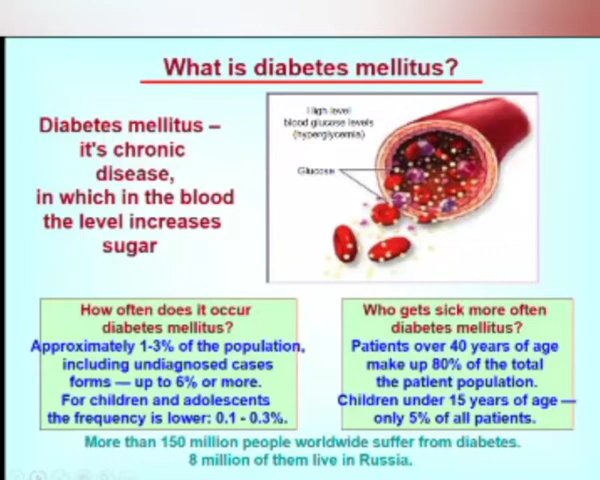 What is diabetes mellitus?
Diabetes mellitus –
it's chronic
disease,
in which in the blood
the level increases
sugar
High level
blood glucose levels
(hyperglycemia)
Glucose
How often does it occur
diabetes mellitus?
Approximately 1-3% of the population,
including undiagnosed cases
forms — up to 6% or more.
For children and adolescents
the frequency is lower: 0.1 - 0.3%.
Who gets sick more often
diabetes mellitus?
Patients over 40 years of age
make up 80% of the total
the patient population.
Children under 15 years of age —
only 5% of all patients.
More than 150 million people worldwide suffer from diabetes.
8 million of them live in Russia.